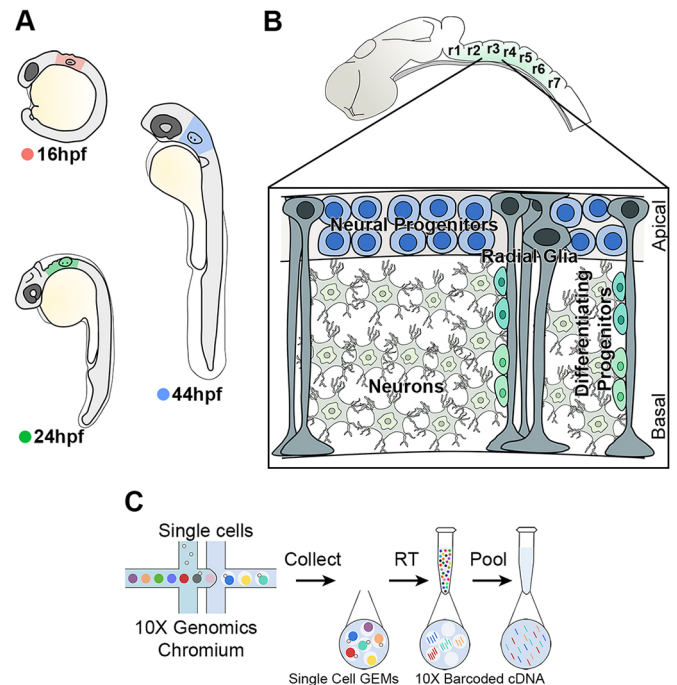 A
16hpf
24hpf
44hpf
B
r1 r2 r3 r4 r5 r6 r7
Neural Progenitors
Radial Glia
Neurons
Differentiating
Progenitors
Apical
Basal
C
Single cells
10X Genomics
Chromium
Collect
RT
Pool
Single Cell GEMs
10X Barcoded cDNA